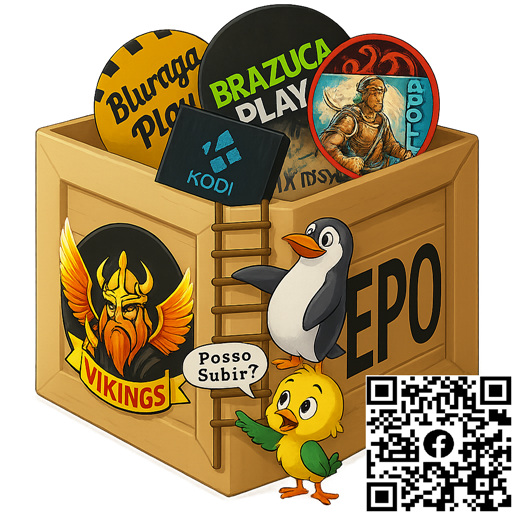 Bluraga
Play
BRAZUCA
PLAY
APOLL
KODI
VIKINGS
Posso
Subir?
EPO